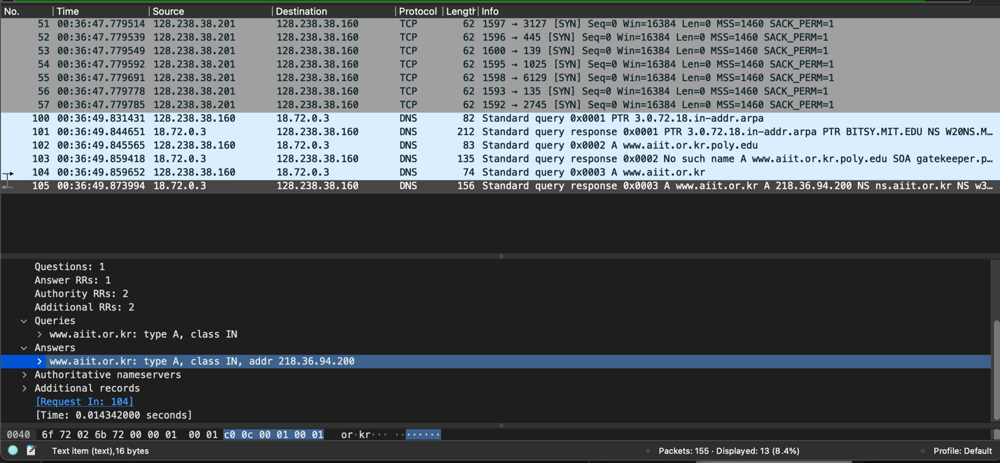 No. Time Source Destination Protocol Length Info
51 00:36:47.779514 128.238.38.201 128.238.38.160 TCP 62 1597 → 3127 [SYN] Seq=0 Win=16384 Len=0 MSS=1460 SACK_PERM=1
52 00:36:47.779539 128.238.38.201 128.238.38.160 TCP 62 1596 → 445 [SYN] Seq=0 Win=16384 Len=0 MSS=1460 SACK_PERM=1
53 00:36:47.779549 128.238.38.201 128.238.38.160 TCP 62 1600 → 139 [SYN] Seq=0 Win=16384 Len=0 MSS=1460 SACK_PERM=1
54 00:36:47.779592 128.238.38.201 128.238.38.160 TCP 62 1595 → 1025 [SYN] Seq=0 Win=16384 Len=0 MSS=1460 SACK_PERM=1
55 00:36:47.779691 128.238.38.201 128.238.38.160 TCP 62 1598 → 6129 [SYN] Seq=0 Win=16384 Len=0 MSS=1460 SACK_PERM=1
56 00:36:47.779778 128.238.38.201 128.238.38.160 TCP 62 1593 → 135 [SYN] Seq=0 Win=16384 Len=0 MSS=1460 SACK_PERM=1
57 00:36:47.779785 128.238.38.201 128.238.38.160 TCP 62 1592 → 2745 [SYN] Seq=0 Win=16384 Len=0 MSS=1460 SACK_PERM=1
100 00:36:49.831431 128.238.38.160 18.72.0.3 DNS 82 Standard query 0x0001 PTR 3.0.72.18.in-addr.arpa
101 00:36:49.844651 18.72.0.3 128.238.38.160 DNS 212 Standard query response 0x0001 PTR 3.0.72.18.in-addr.arpa PTR BITSY.MIT.EDU NS W20NS.M…
102 00:36:49.845565 128.238.38.160 18.72.0.3 DNS 83 Standard query 0x0002 A www.aiit.or.kr.poly.edu
103 00:36:49.859418 18.72.0.3 128.238.38.160 DNS 135 Standard query response 0x0002 No such name A www.aiit.or.kr.poly.edu SOA gatekeeper.p…
104 00:36:49.859652 128.238.38.160 18.72.0.3 DNS 74 Standard query 0x0003 A www.aiit.or.kr
105 00:36:49.873994 18.72.0.3 128.238.38.160 DNS 156 Standard query response 0x0003 A www.aiit.or.kr A 218.36.94.200 NS ns.aiit.or.kr NS w3…
Questions: 1
Answer RRs: 1
Authority RRs: 2
Additional RRs: 2
Queries
www.aiit.or.kr: type A, class IN
Answers
www.aiit.or.kr: type A, class IN, addr 218.36.94.200
Authoritative nameservers
Additional records
[Request In: 104]
[Time: 0.014342000 seconds]
0040 6f 72 02 6b 72 00 00 01 00 01 c0 0c 00 01 00 01 or·kr··· ········
Text item (text),16 bytes Packets: 155 · Displayed: 13 (8.4%) Profile: Default